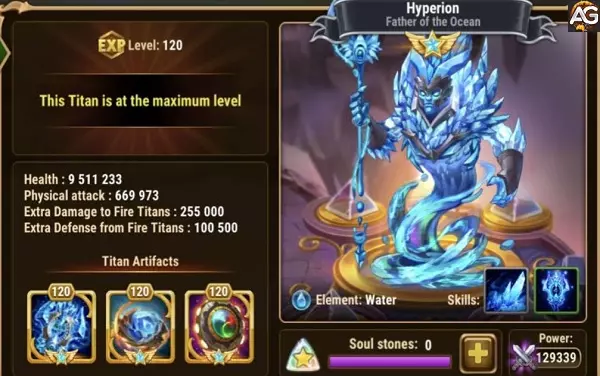 Hyperion
Father of the Ocean
AG
EXP Level: 120
This Titan is at the maximum level
Health : 9 511 233
Physical attack : 669 973
Extra Damage to Fire Titans : 255 000
Extra Defense from Fire Titans : 100 500
Titan Artifacts
120
120
120
Element: Water
Skills:
Soul stones: 0
Power:
129339